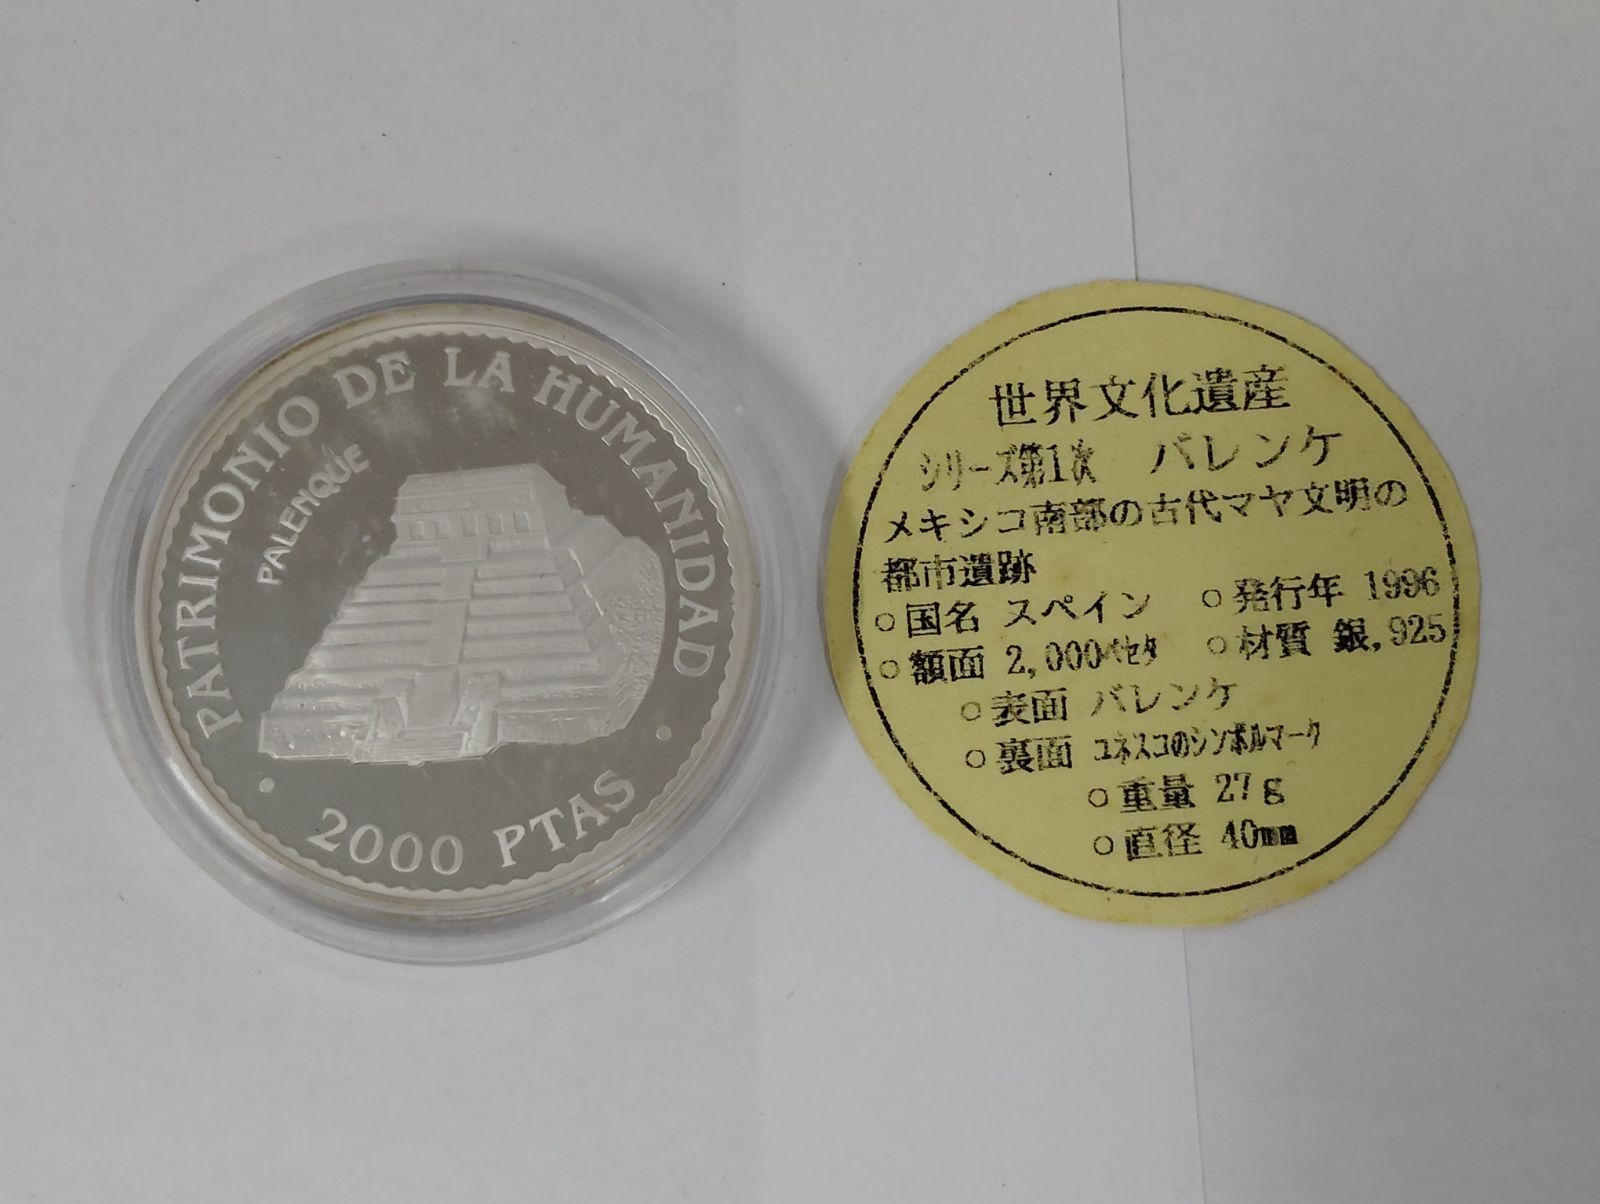 PATRIMONIO DE LA HUMANIDAD
PALENQUE
2000 PTAS
世界文化遺産
シリーズ第1次 バレンケ
メキシコ南部の古代マヤ文明の
都市遺跡
○国名 スペイン ○発行年 1996
○額面 2,000ペセタ ○材質 銀,925
○表面 バレンケ
○裏面 ユネスコのシンボルマーク
○重量 27g
○直径 40mm